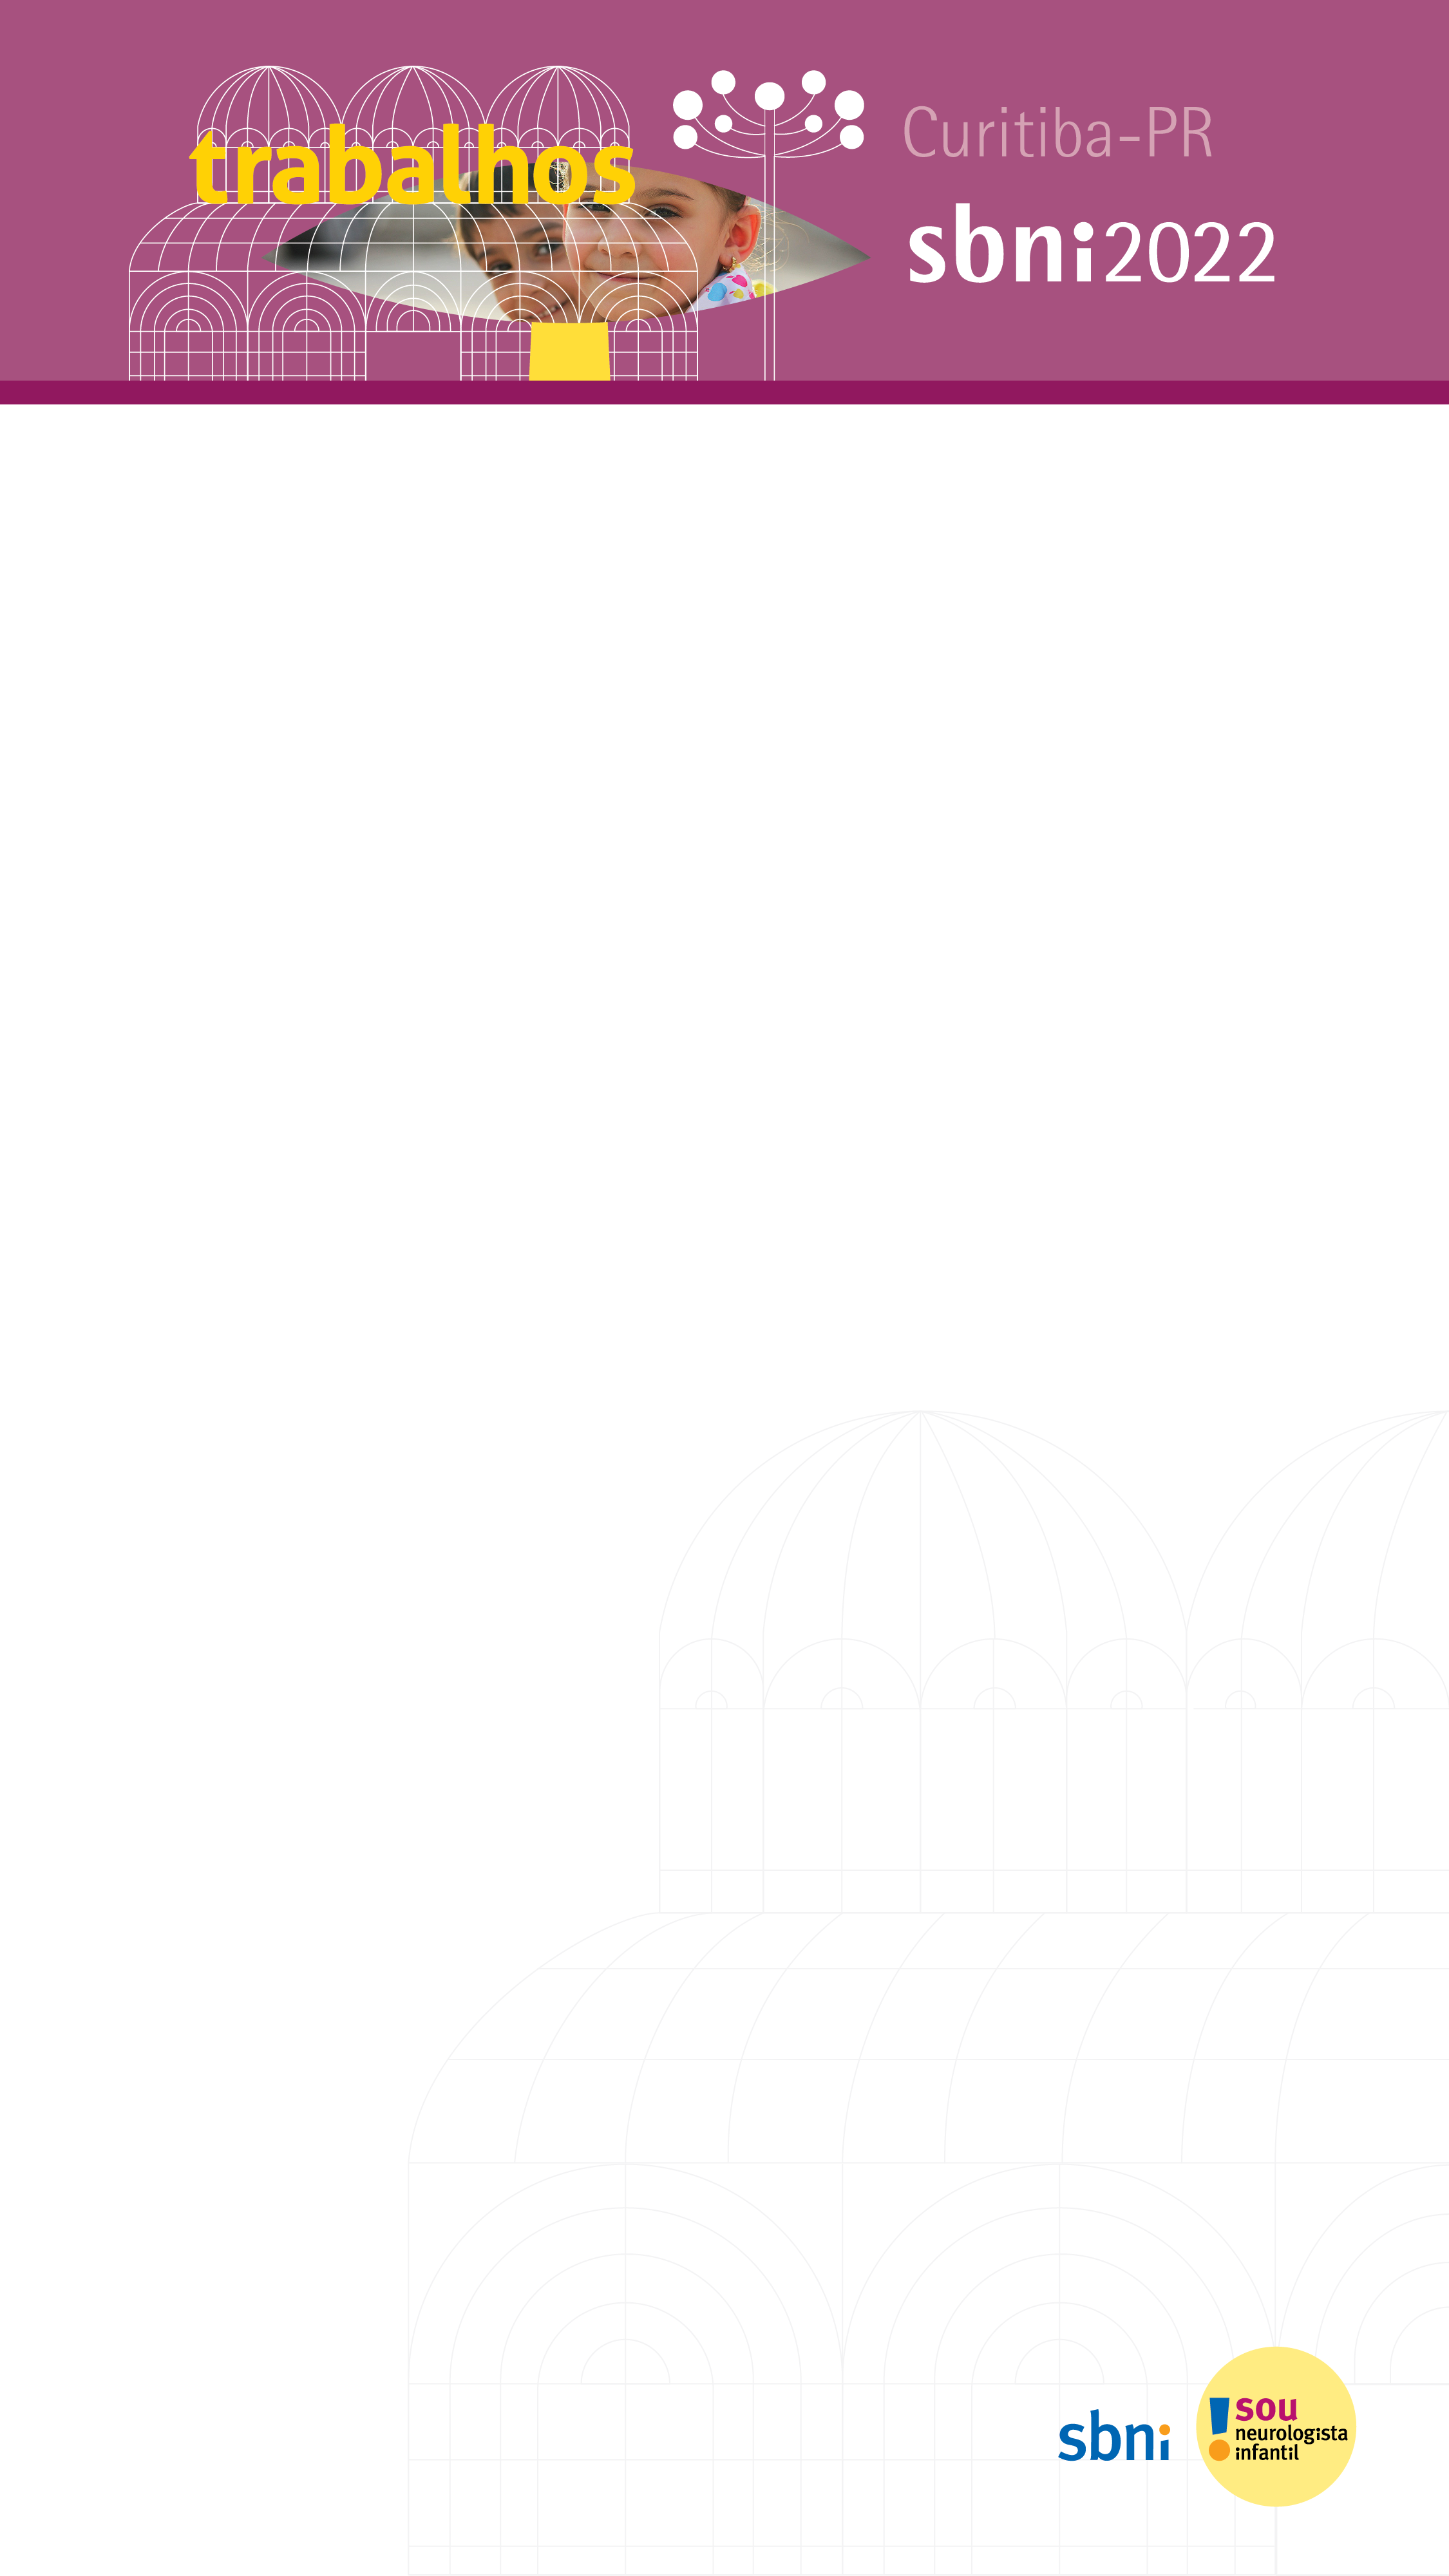 trabalhos
Curitiba-PR
sbni2022
sbni
sou
neurologista
infantil